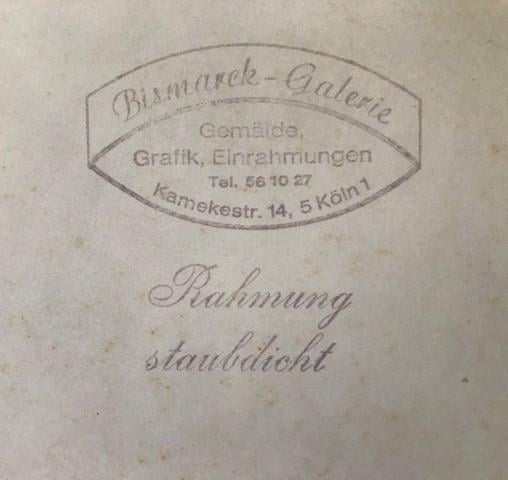 Bismarck-Galerie
Gemälde,
Grafik, Einrahmungen
Tel. 56 10 27
Kamekestr. 14, 5 Köln 1
Rahmung
staubdicht